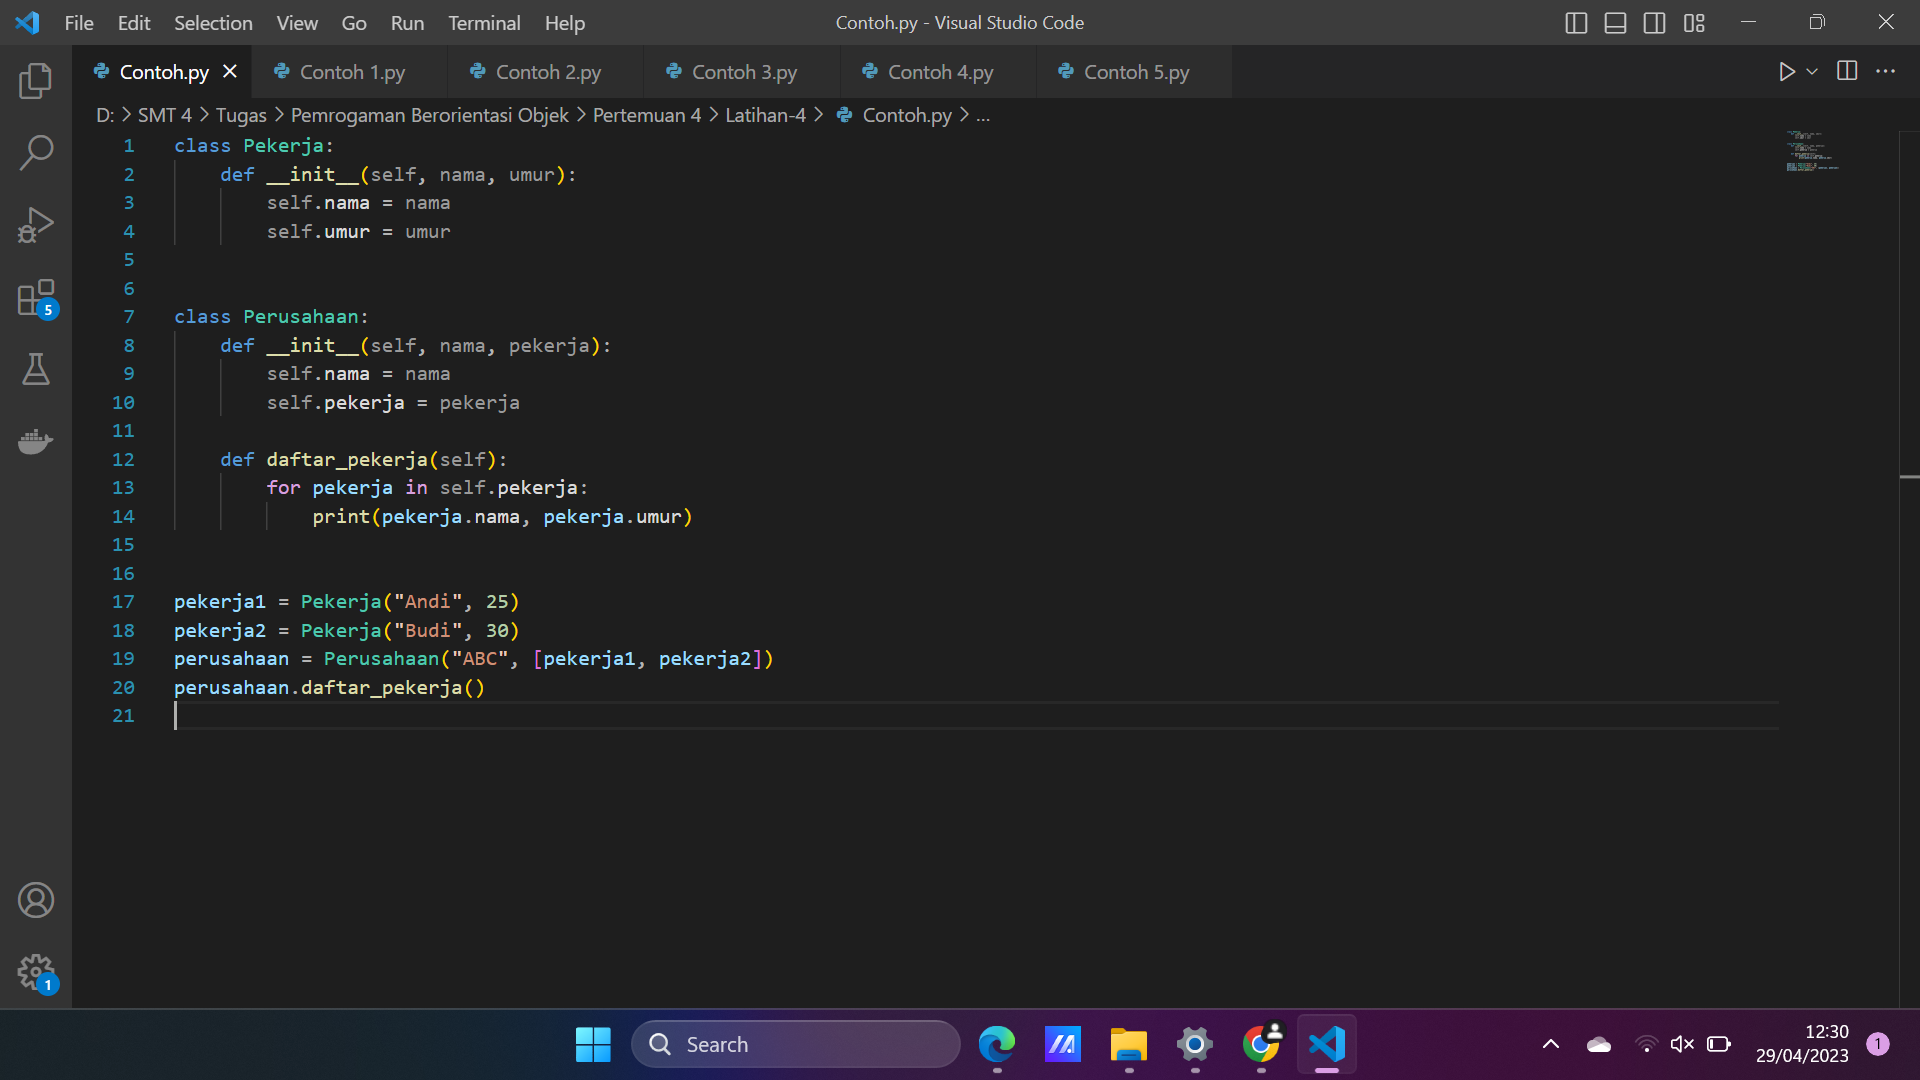 File Edit Selection View Go Run Terminal Help Contoh.py - Visual Studio Code
Contoh.py Contoh 1.py Contoh 2.py Contoh 3.py Contoh 4.py Contoh 5.py
D: > SMT 4 > Tugas > Pemrogaman Berorientasi Objek > Pertemuan 4 > Latihan-4 > Contoh.py > ...
1 class Pekerja:
2     def __init__(self, nama, umur):
3         self.nama = nama
4         self.umur = umur
5
6
7 class Perusahaan:
8     def __init__(self, nama, pekerja):
9         self.nama = nama
10         self.pekerja = pekerja
11
12     def daftar_pekerja(self):
13         for pekerja in self.pekerja:
14             print(pekerja.nama, pekerja.umur)
15
16
17 pekerja1 = Pekerja("Andi", 25)
18 pekerja2 = Pekerja("Budi", 30)
19 perusahaan = Perusahaan("ABC", [pekerja1, pekerja2])
20 perusahaan.daftar_pekerja()
21
5
1
Search
12:30
29/04/2023
1